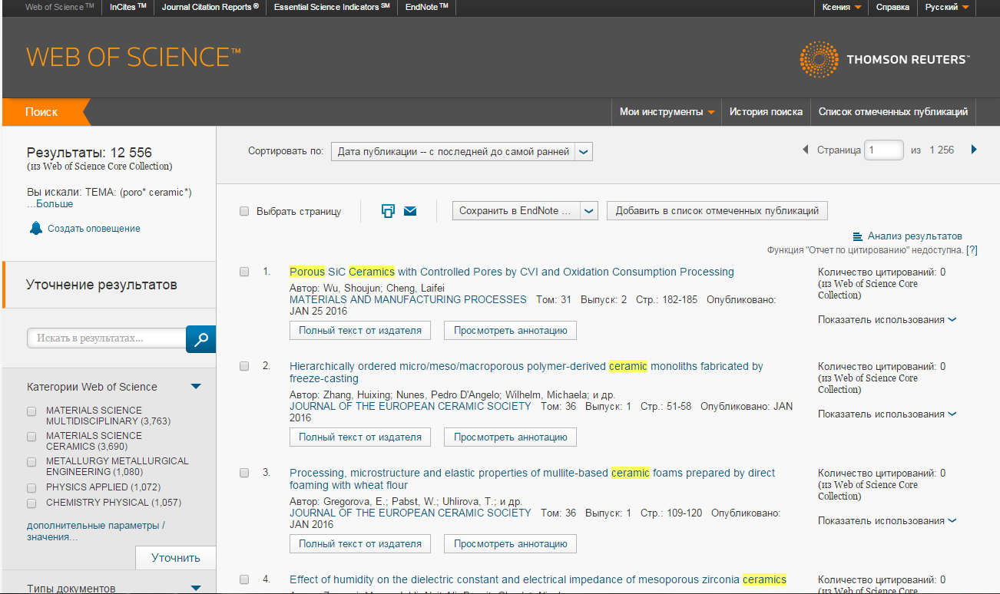 Web of Science™ InCites™ Journal Citation Reports® Essential Science Indicators℠ EndNote™ Ксения Справка Русский
WEB OF SCIENCE™
THOMSON REUTERS™
Поиск Мои инструменты История поиска Список отмеченных публикаций
Результаты: 12 556
(из Web of Science Core Collection)
Вы искали: ТЕМА: (poro* ceramic*)
...Больше
Создать оповещение
Уточнение результатов
Искать в результатах...
Категории Web of Science
MATERIALS SCIENCE
MULTIDISCIPLINARY (3,763)
MATERIALS SCIENCE
CERAMICS (3,690)
METALLURGY METALLURGICAL
ENGINEERING (1,080)
PHYSICS APPLIED (1,072)
CHEMISTRY PHYSICAL (1,057)
дополнительные параметры /
значения...
Уточнить
Типы документов
Сортировать по: Дата публикации -- с последней до самой ранней
Страница 1 из 1 256
Выбрать страницу
Сохранить в EndNote ...
Добавить в список отмеченных публикаций
Анализ результатов
Функция "Отчет по цитированию" недоступна. [?]
1. Porous SiC Ceramics with Controlled Pores by CVI and Oxidation Consumption Processing
Автор: Wu, Shoujun; Cheng, Laifei
MATERIALS AND MANUFACTURING PROCESSES Том: 31 Выпуск: 2 Стр.: 182-185 Опубликовано:
JAN 25 2016
Полный текст от издателя Просмотреть аннотацию
Количество цитирований: 0
(из Web of Science Core
Collection)
Показатель использования
2. Hierarchically ordered micro/meso/macroporous polymer-derived ceramic monoliths fabricated by
freeze-casting
Автор: Zhang, Huixing; Nunes, Pedro D'Angelo; Wilhelm, Michaela; и др.
JOURNAL OF THE EUROPEAN CERAMIC SOCIETY Том: 36 Выпуск: 1 Стр.: 51-58 Опубликовано: JAN
2016
Полный текст от издателя Просмотреть аннотацию
Количество цитирований: 0
(из Web of Science Core
Collection)
Показатель использования
3. Processing, microstructure and elastic properties of mullite-based ceramic foams prepared by direct
foaming with wheat flour
Автор: Gregorova, E.; Pabst, W.; Uhlirova, T.; и др.
JOURNAL OF THE EUROPEAN CERAMIC SOCIETY Том: 36 Выпуск: 1 Стр.: 109-120 Опубликовано:
JAN 2016
Полный текст от издателя Просмотреть аннотацию
Количество цитирований: 0
(из Web of Science Core
Collection)
Показатель использования
4. Effect of humidity on the dielectric constant and electrical impedance of mesoporous zirconia ceramics
Количество цитирований: 0
(из Web of Science Core